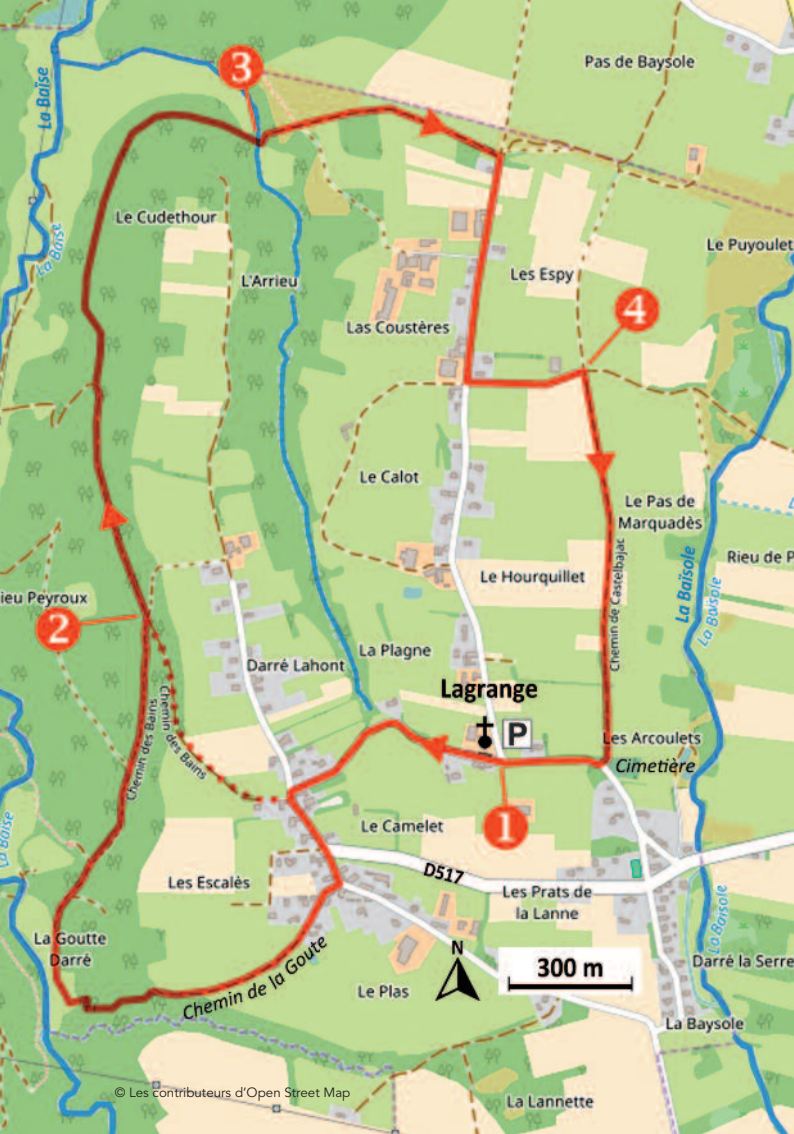 La Baïse
3
Pas de Baysole
La Baïse
Le Cudethour
Le Puyoulet
L'Arrieu
Les Espy
4
Las Coustères
Le Calot
Le Pas de
Marquadès
La Baïsole
La Baïsole
Rieu de P
Le Hourquillet
Chemin de Castelbajac
ieu Peyroux
2
La Plagne
Darré Lahont
Lagrange
P
Chemin des Bains
Chemin des Bains
Les Arcoulets
Cimetière
1
Le Camelet
La Baïse
D517
Les Escalès
Les Prats de
la Lanne
La Baïsole
La Goutte
Darré
N
300 m
Darré la Serre
Chemin de la Goute
Le Plas
La Baysole
© Les contributeurs d'Open Street Map
La Lannette